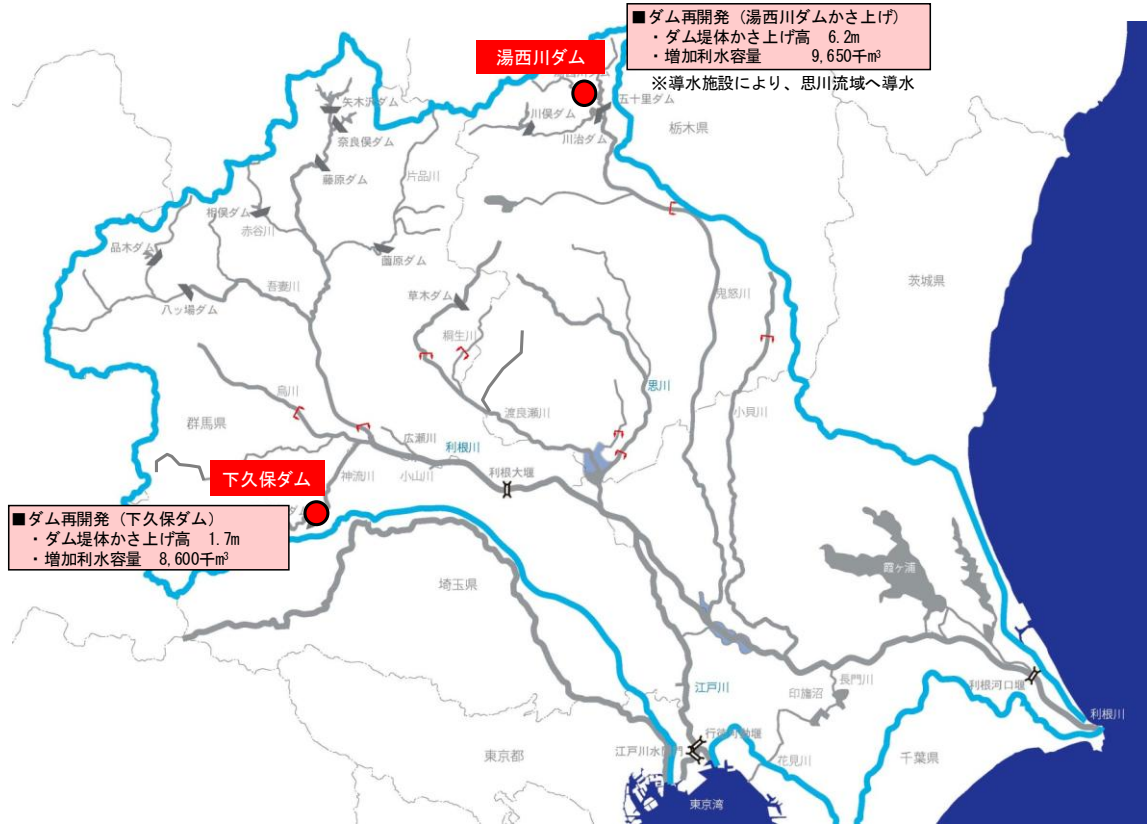 ■ダム再開発（湯西川ダムかさ上げ）
・ダム堤体かさ上げ高 6.2m
・増加利水容量 9,650千m³
※導水施設により、思川流域へ導水
湯西川ダム
五十里ダム
川俣ダム
川治ダム
栃木県
矢木沢ダム
奈良俣ダム
藤原ダム
片品川
相俣ダム
赤谷川
薗原ダム
品木ダム
吾妻川
八ッ場ダム
草木ダム
桐生川
鬼怒川
茨城県
思川
小貝川
渡良瀬川
烏川
群馬県
広瀬川
利根川
利根大堰
小山川
神流川
下久保ダム
■ダム再開発（下久保ダム）
・ダム堤体かさ上げ高 1.7m
・増加利水容量 8,600千m³
埼玉県
霞ヶ浦
江戸川
印旛沼
長門川
利根河口堰
利根川
行徳可動堰
江戸川水閘門
花見川
千葉県
東京都
東京湾